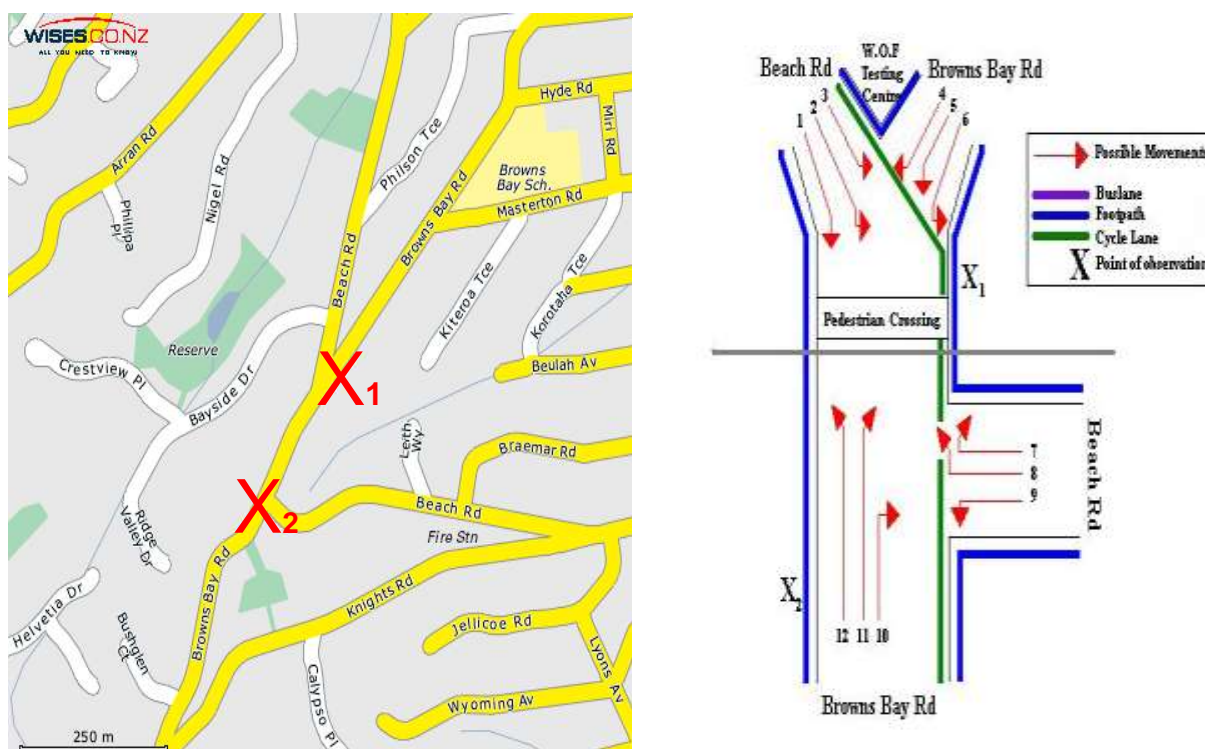 WISES.CO.NZ
ALL YOU NEED TO KNOW
Arran Rd
Phillipa Pl
Nigel Rd
Philson Tce
Hyde Rd
Miri Rd
Browns
Bay Sch.
Masterton Rd
Beach Rd
Browns Bay Rd
Kiteroa Tce
Korotaha Tce
Beulah Av
Reserve
Crestview Pl
Bayside Dr
X1
Leith Wy
Braemar Rd
X2
Beach Rd
Fire Stn
Ridge
Valley Dr
Browns Bay Rd
Knights Rd
Helvetia Dr
Bushglen
Ct
Jellicoe Rd
Lyons Av
Calypso Pl
Wyoming Av
250 m
W.O.F
Testing
Centre
Beach Rd
Browns Bay Rd
1
2
3
4
5
6
Possible Movements
Buslane
Footpath
Cycle Lane
X Point of observation
X1
Pedestrian Crossing
7
8
9
Beach Rd
X2
12 11 10
Browns Bay Rd